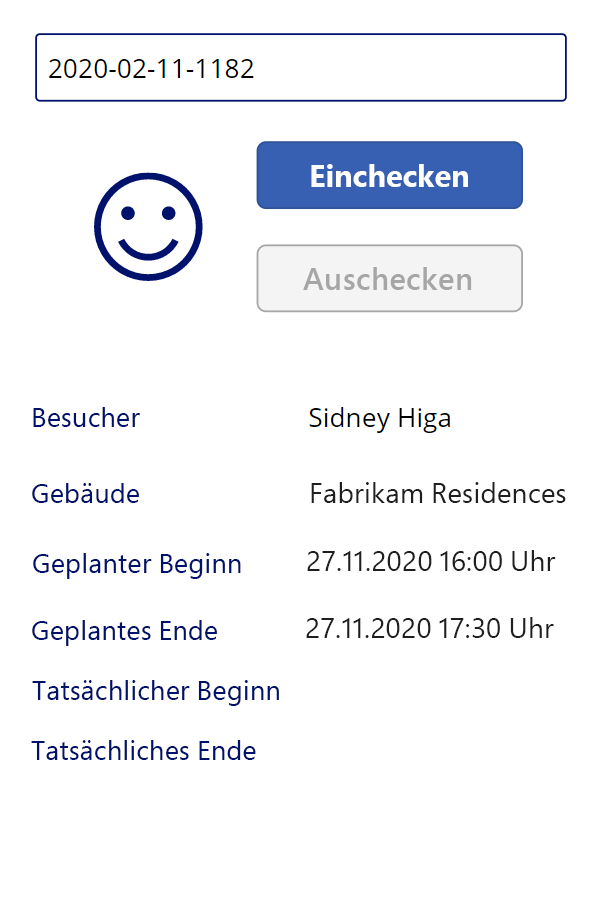 2020-02-11-1182
Einchecken
Auschecken
Besucher Sidney Higa
Gebäude Fabrikam Residences
Geplanter Beginn 27.11.2020 16:00 Uhr
Geplantes Ende 27.11.2020 17:30 Uhr
Tatsächlicher Beginn
Tatsächliches Ende